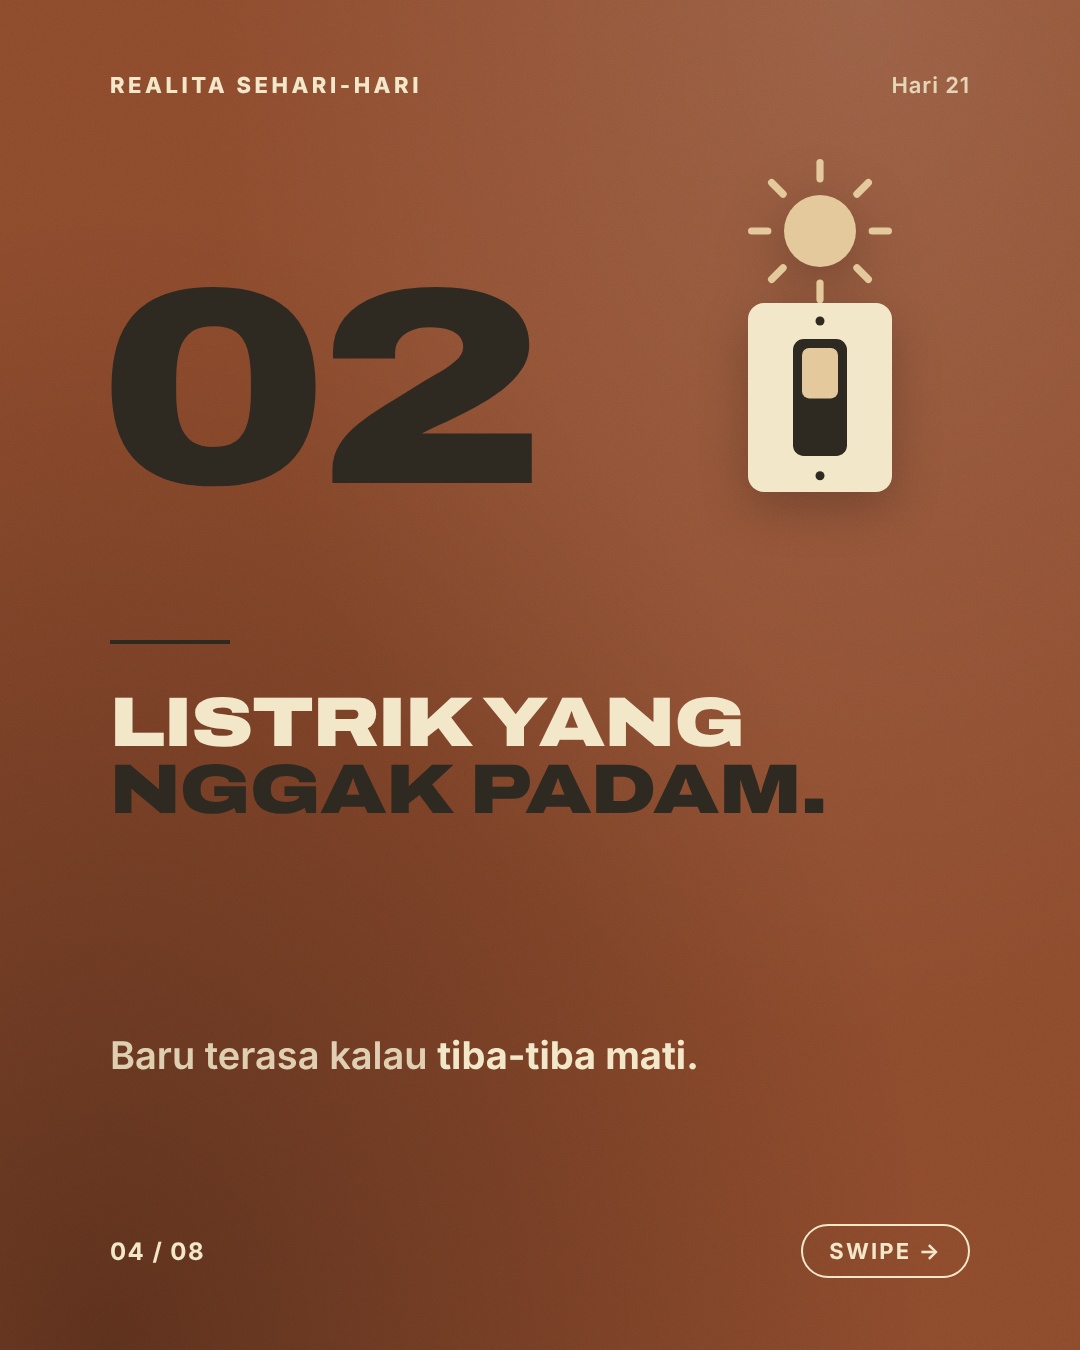 REALITA SEHARI-HARI
Hari 21
02
LISTRIK YANG
NGGAK PADAM.
Baru terasa kalau tiba-tiba mati.
04 / 08
SWIPE →